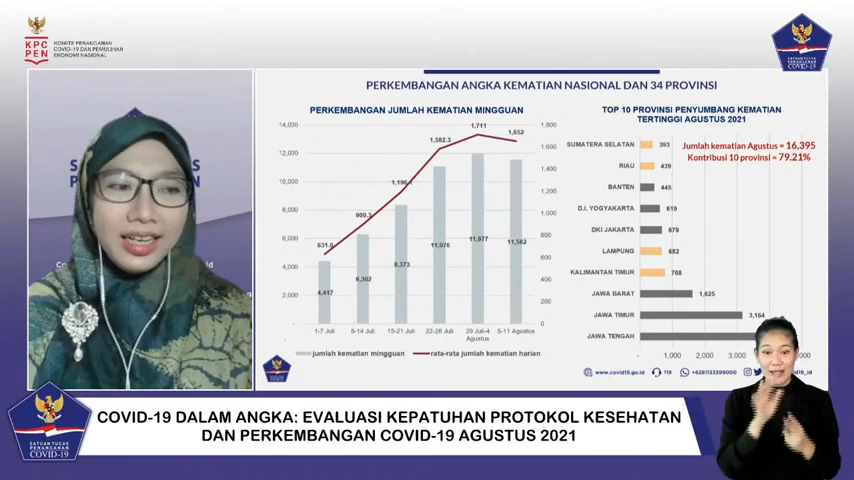 KPC
PEN
KOMITE PENANGANAN
COVID-19 DAN PEMULIHAN
EKONOMI NASIONAL
SATUAN TUGAS
PENANGANAN
COVID-19
PERKEMBANGAN ANGKA KEMATIAN NASIONAL DAN 34 PROVINSI
PERKEMBANGAN JUMLAH KEMATIAN MINGGUAN
14,000
12,000
10,000
8,000
6,000
4,000
2,000
-
1,800
1,600
1,400
1,200
1,000
800
600
400
200
0
631.0
900.3
1,196.
1,582.3
1,711
1,652
4,417
6,302
8,373
11,076
11,977
11,562
1-7 Juli
8-14 Juli
15-21 Juli
22-28 Juli
29 Juli-4
Agustus
5-11 Agustus
jumlah kematian mingguan
rata-rata jumlah kematian harian
TOP 10 PROVINSI PENYUMBANG KEMATIAN
TERTINGGI AGUSTUS 2021
Jumlah kematian Agustus = 16,395
Kontribusi 10 provinsi = 79.21%
SUMATERA SELATAN 393
RIAU 439
BANTEN 445
D.I. YOGYAKARTA 619
DKI JAKARTA 679
LAMPUNG 682
KALIMANTAN TIMUR 768
JAWA BARAT 1,625
JAWA TIMUR 3,164
JAWA TENGAH
- 1,000 2,000 3,000
www.covid19.go.id 119 +6281133399000
COVID-19 DALAM ANGKA: EVALUASI KEPATUHAN PROTOKOL KESEHATAN
DAN PERKEMBANGAN COVID-19 AGUSTUS 2021
SATUAN TUGAS
PENANGANAN
COVID-19